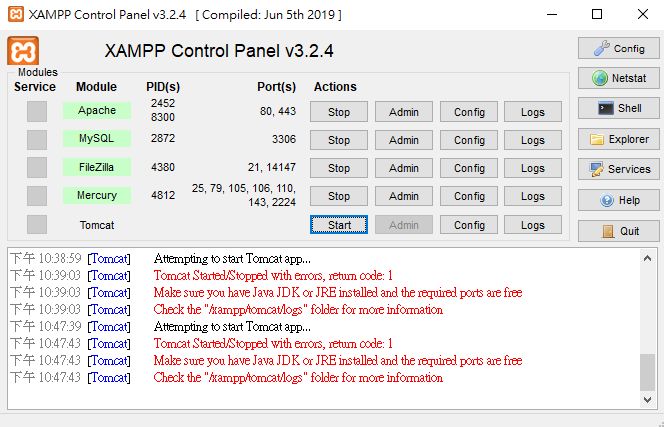 XAMPP Control Panel v3.2.4 [ Compiled: Jun 5th 2019 ]
XAMPP Control Panel v3.2.4
Config
Modules
Service Module PID(s) Port(s) Actions
Netstat
Apache 2452 8300 80, 443 Stop Admin Config Logs
Shell
MySQL 2872 3306 Stop Admin Config Logs
Explorer
FileZilla 4380 21, 14147 Stop Admin Config Logs
Services
Mercury 4812 25, 79, 105, 106, 110, 143, 2224 Stop Admin Config Logs
Help
Tomcat Start Admin Config Logs
Quit
下午 10:38:59 [Tomcat] Attempting to start Tomcat app...
下午 10:39:03 [Tomcat] Tomcat Started/Stopped with errors, return code: 1
下午 10:39:03 [Tomcat] Make sure you have Java JDK or JRE installed and the required ports are free
下午 10:39:03 [Tomcat] Check the "/xampp/tomcat/logs" folder for more information
下午 10:47:39 [Tomcat] Attempting to start Tomcat app...
下午 10:47:43 [Tomcat] Tomcat Started/Stopped with errors, return code: 1
下午 10:47:43 [Tomcat] Make sure you have Java JDK or JRE installed and the required ports are free
下午 10:47:43 [Tomcat] Check the "/xampp/tomcat/logs" folder for more information